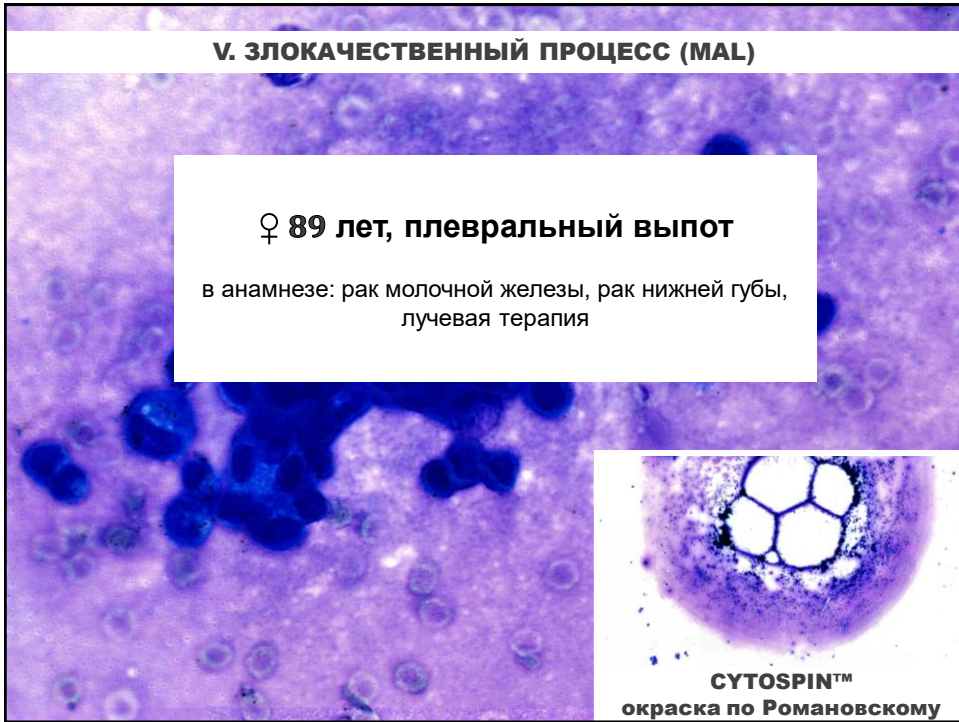 V. ЗЛОКАЧЕСТВЕННЫЙ ПРОЦЕСС (MAL)
♀ 89 лет, плевральный выпот
в анамнезе: рак молочной железы, рак нижней губы,
лучевая терапия
CYTOSPIN™
окраска по Романовскому